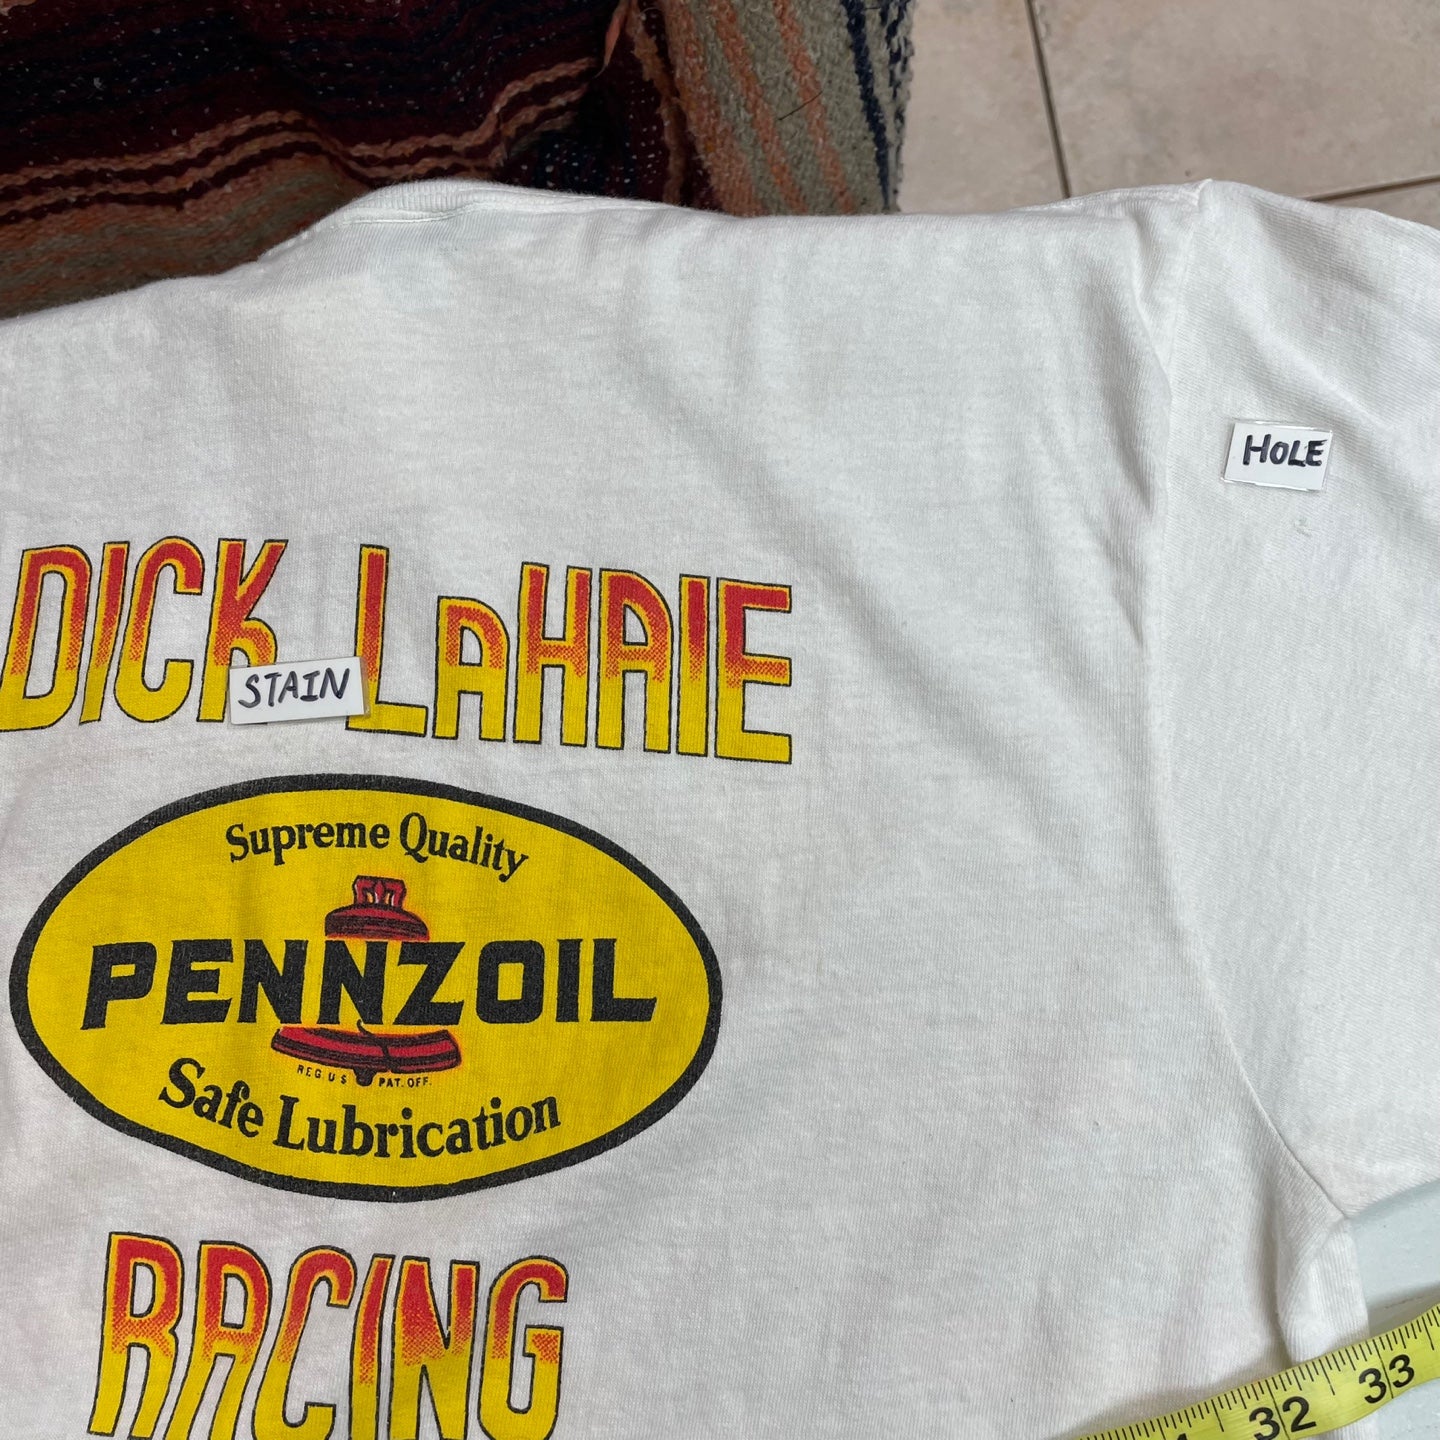 HOLE
DICK LAHAIE
STAIN
Supreme Quality
PENNZOIL
REG. U S PAT. OFF.
Safe Lubrication
RACING
32 33